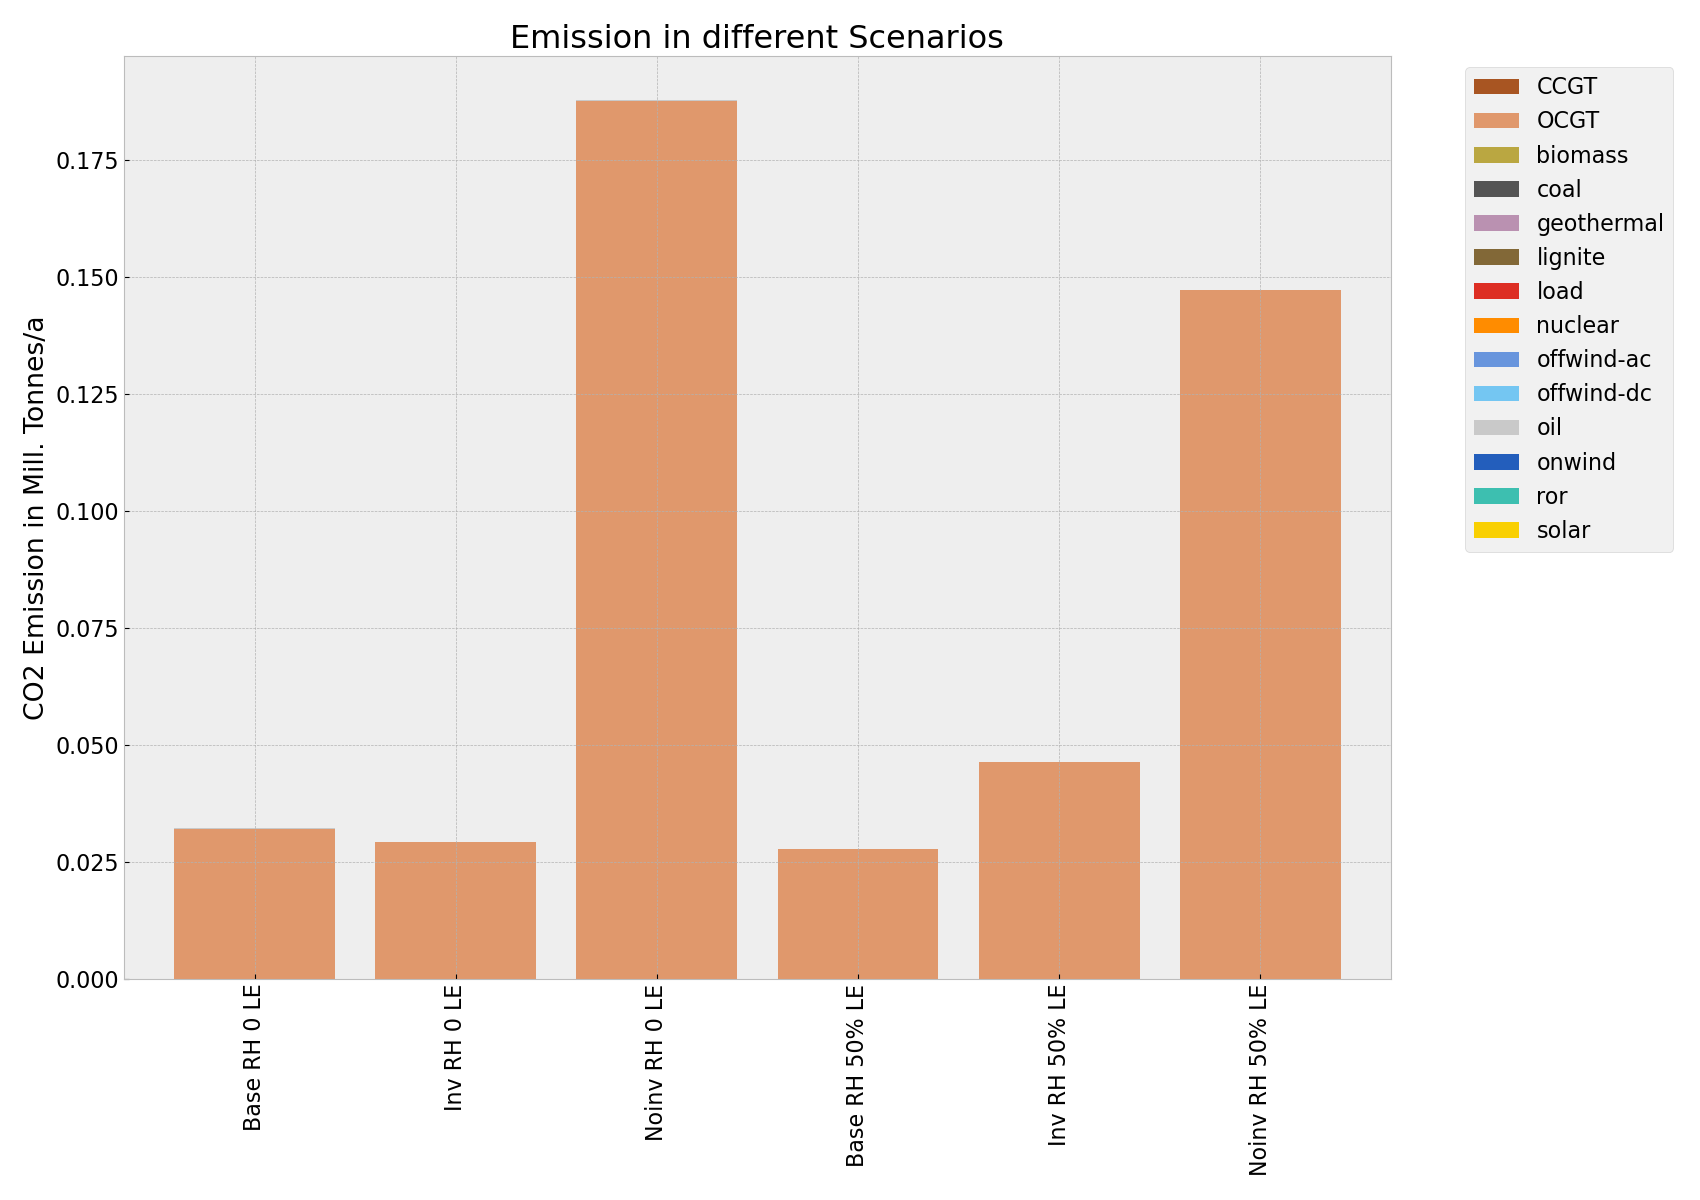 Emission in different Scenarios
CO2 Emission in Mill. Tonnes/a
0.175
0.150
0.125
0.100
0.075
0.050
0.025
0.000
Base RH 0 LE
Inv RH 0 LE
Noinv RH 0 LE
Base RH 50% LE
Inv RH 50% LE
Noinv RH 50% LE
CCGT
OCGT
biomass
coal
geothermal
lignite
load
nuclear
offwind-ac
offwind-dc
oil
onwind
ror
solar